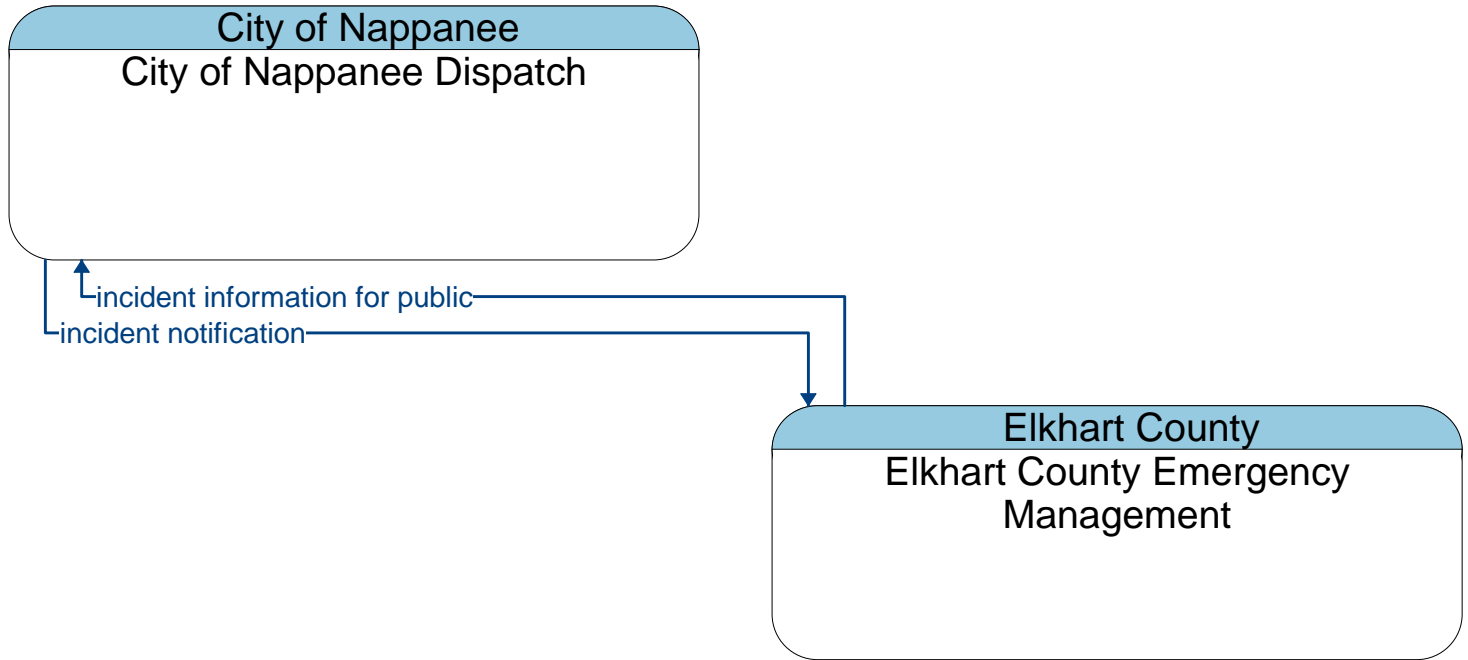 City of Nappanee
City of Nappanee Dispatch
incident information for public
incident notification
Elkhart County
Elkhart County Emergency
Management